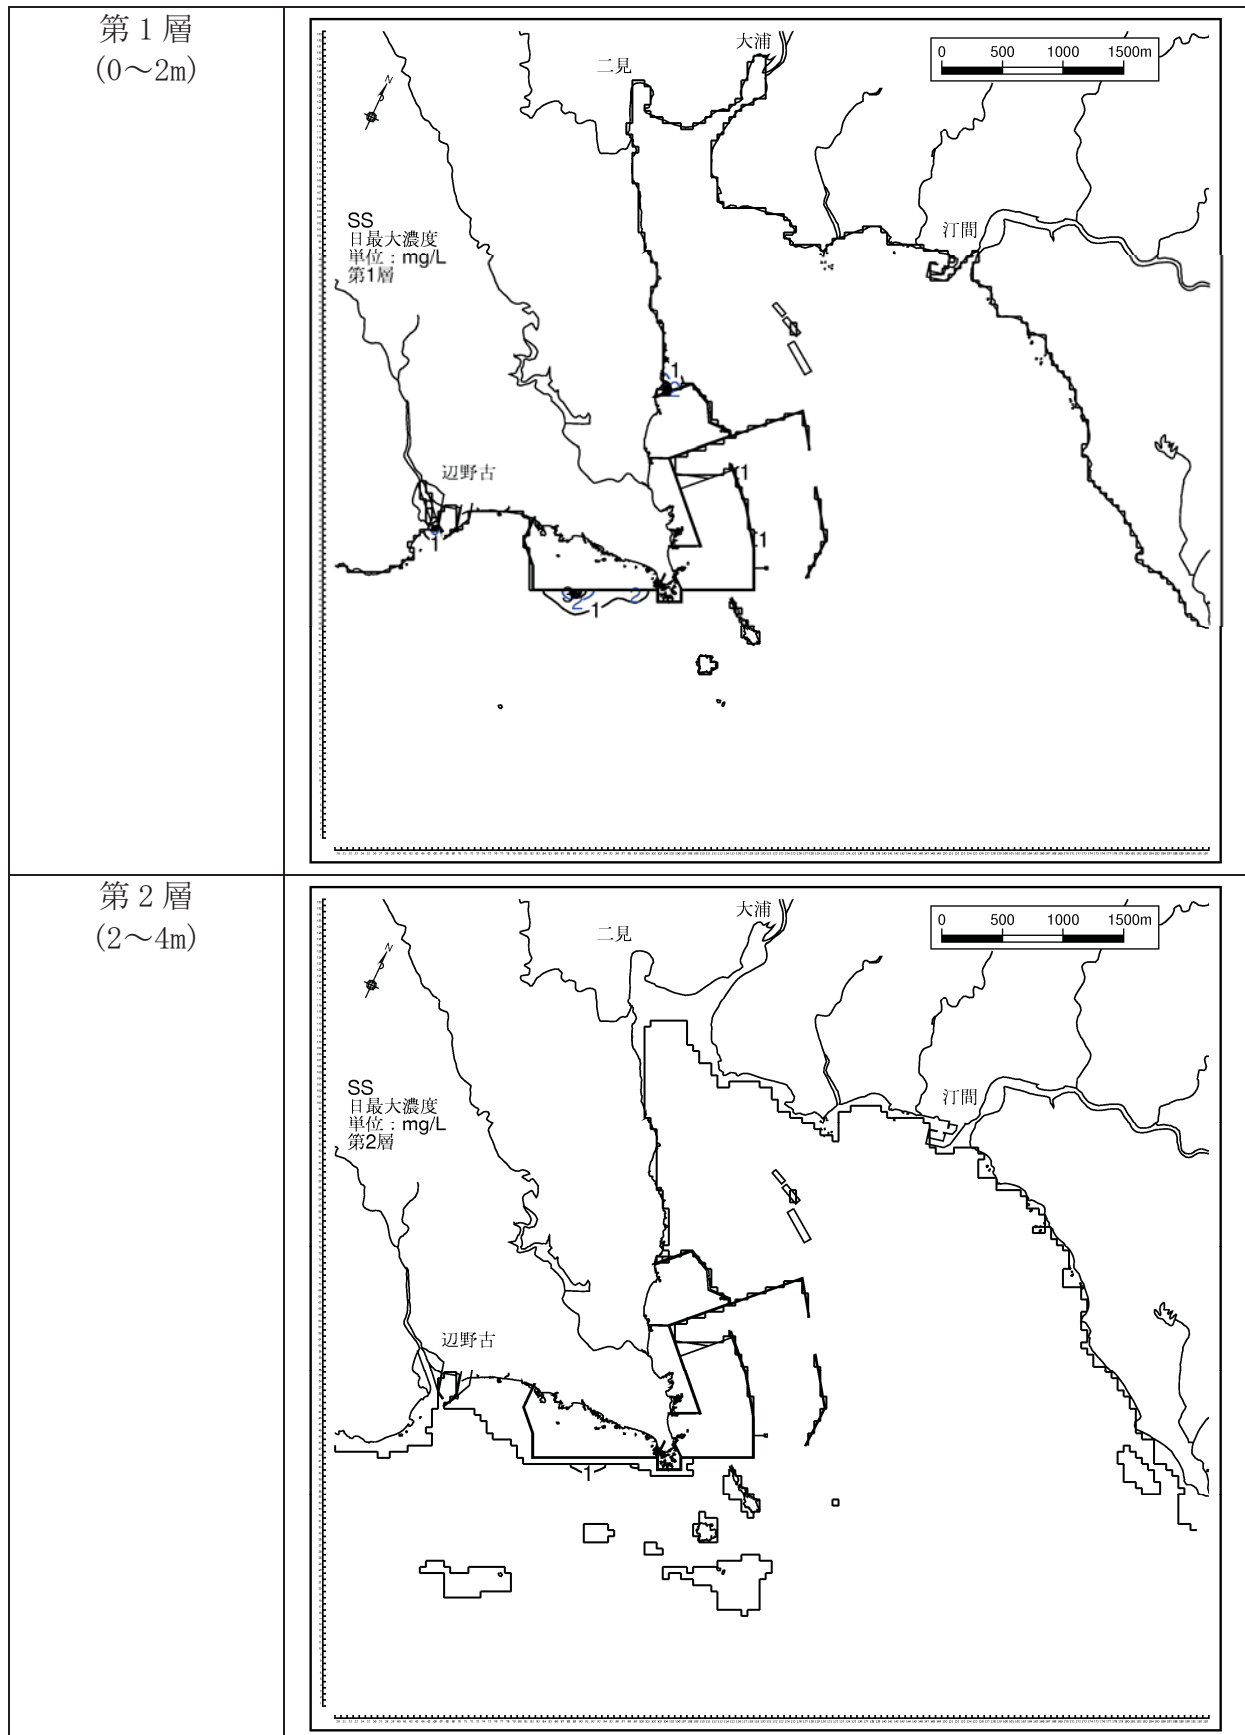 第１層
(0～2m)
大浦
二見
0 500 1000 1500m
N
SS
日最大濃度
単位：mg/L
第1層
汀間
1
2
辺野古
1
1
1
2
2
1
第２層
(2～4m)
大浦
二見
0 500 1000 1500m
N
SS
日最大濃度
単位：mg/L
第2層
汀間
辺野古
1